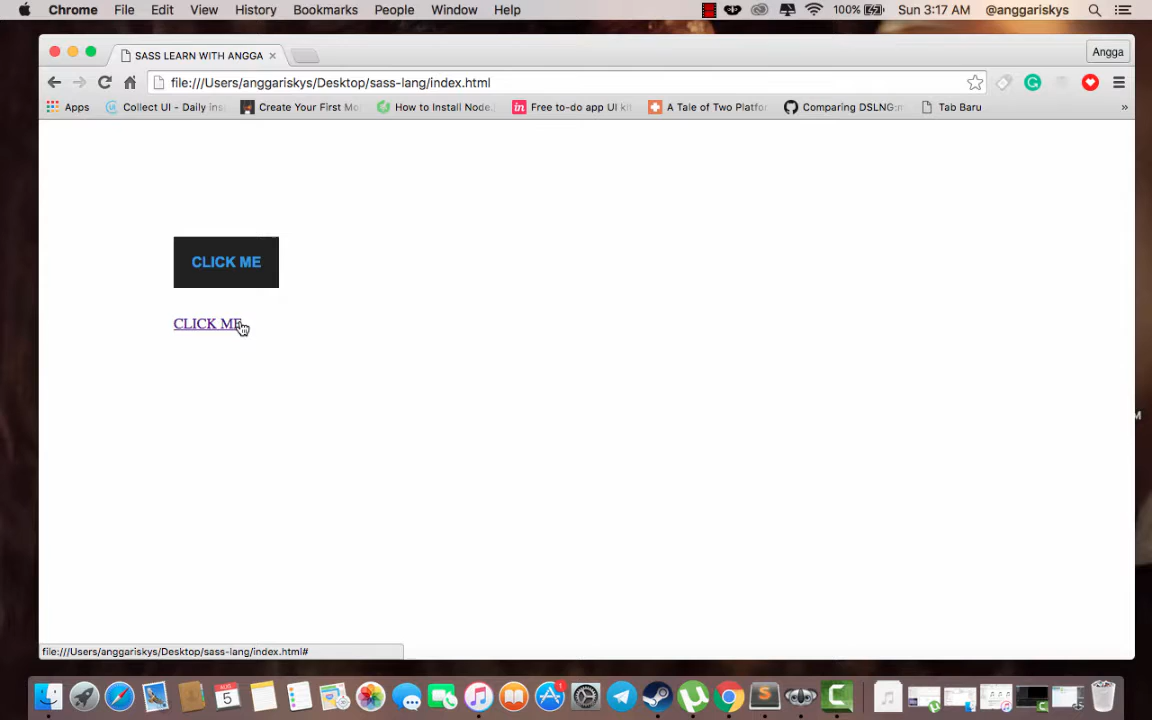 Chrome File Edit View History Bookmarks People Window Help 100% Sun 3:17 AM @anggariskys
SASS LEARN WITH ANGGA Angga
file:///Users/anggariskys/Desktop/sass-lang/index.html
Apps Collect UI - Daily ins Create Your First Mo How to Install Node. Free to-do app UI kit A Tale of Two Platfor Comparing DSLNG:m Tab Baru »
CLICK ME
CLICK ME
file:///Users/anggariskys/Desktop/sass-lang/index.html#
AUG
5